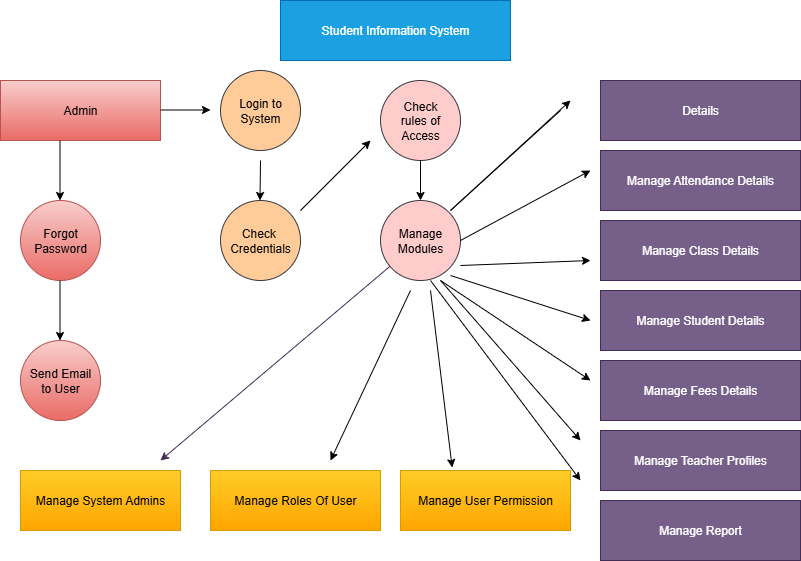 Student Information System
Admin
Login to
System
Check
rules of
Access
Details
Manage Attendance Details
Forgot
Password
Check
Credentials
Manage
Modules
Manage Class Details
Manage Student Details
Send Email
to User
Manage Fees Details
Manage Teacher Profiles
Manage System Admins
Manage Roles Of User
Manage User Permission
Manage Report